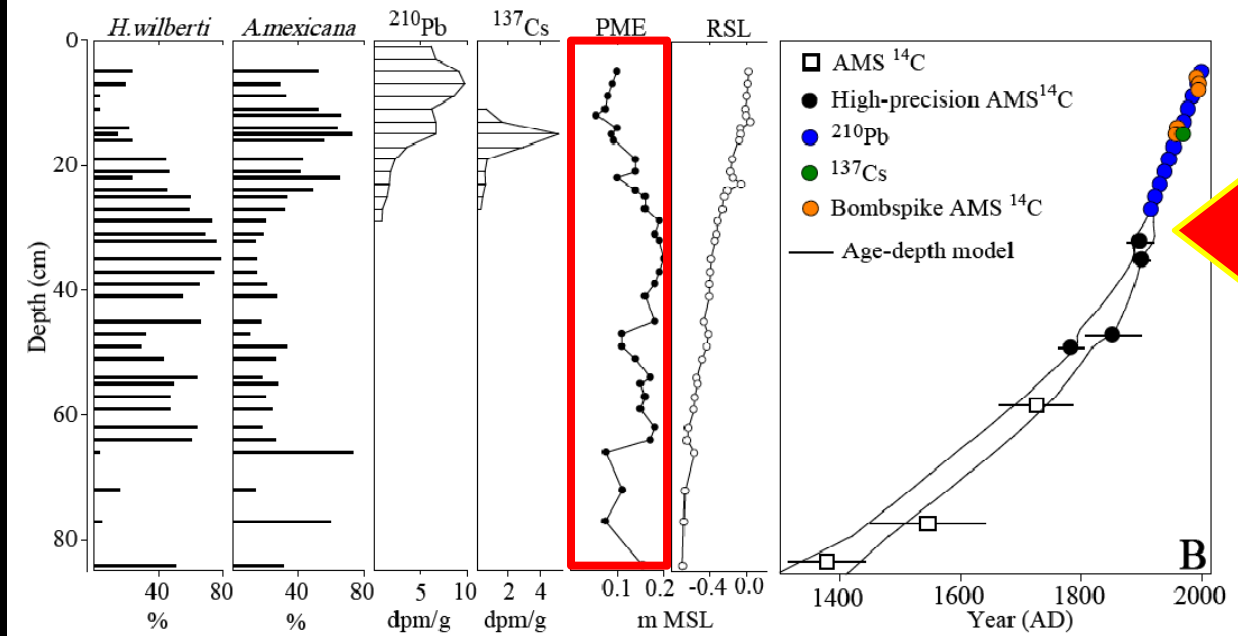 H.wilberti A.mexicana ²¹⁰Pb ¹³⁷Cs PME RSL
0
20
40
60
80
Depth (cm)
40 80
%
40 80
%
5 10
dpm/g
2 4
dpm/g
0.1 0.2
-0.4 0.0
m MSL
AMS ¹⁴C
High-precision AMS¹⁴C
²¹⁰Pb
¹³⁷Cs
Bombspike AMS ¹⁴C
Age-depth model
B
1400 1600 1800 2000
Year (AD)